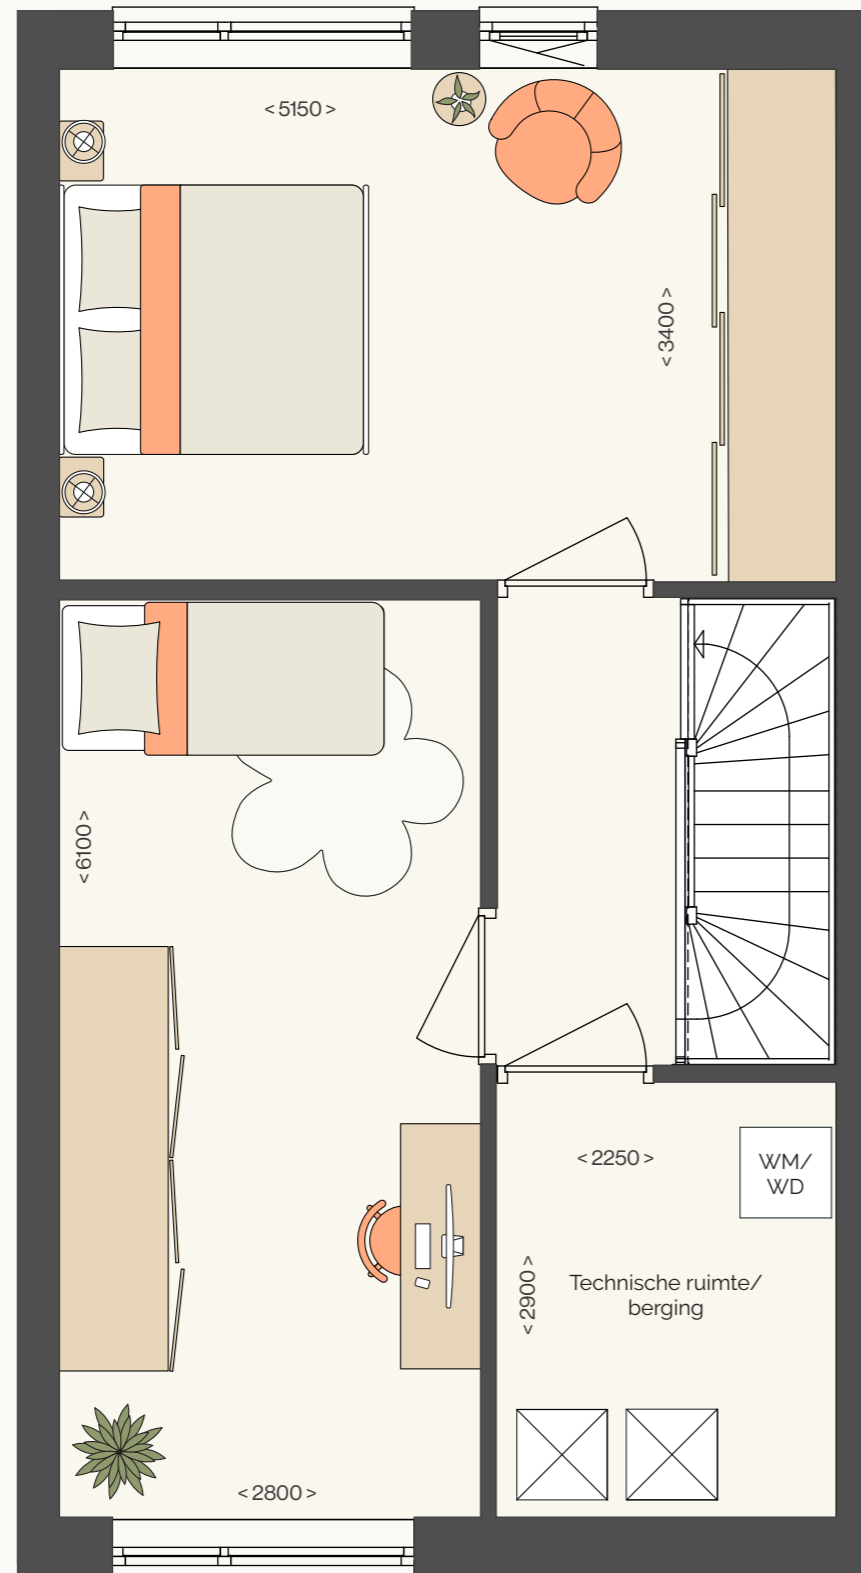 <5150>
<3400>
<6100>
<2250>
WM/
WD
<2900>
Technische ruimte/
berging
<2800>